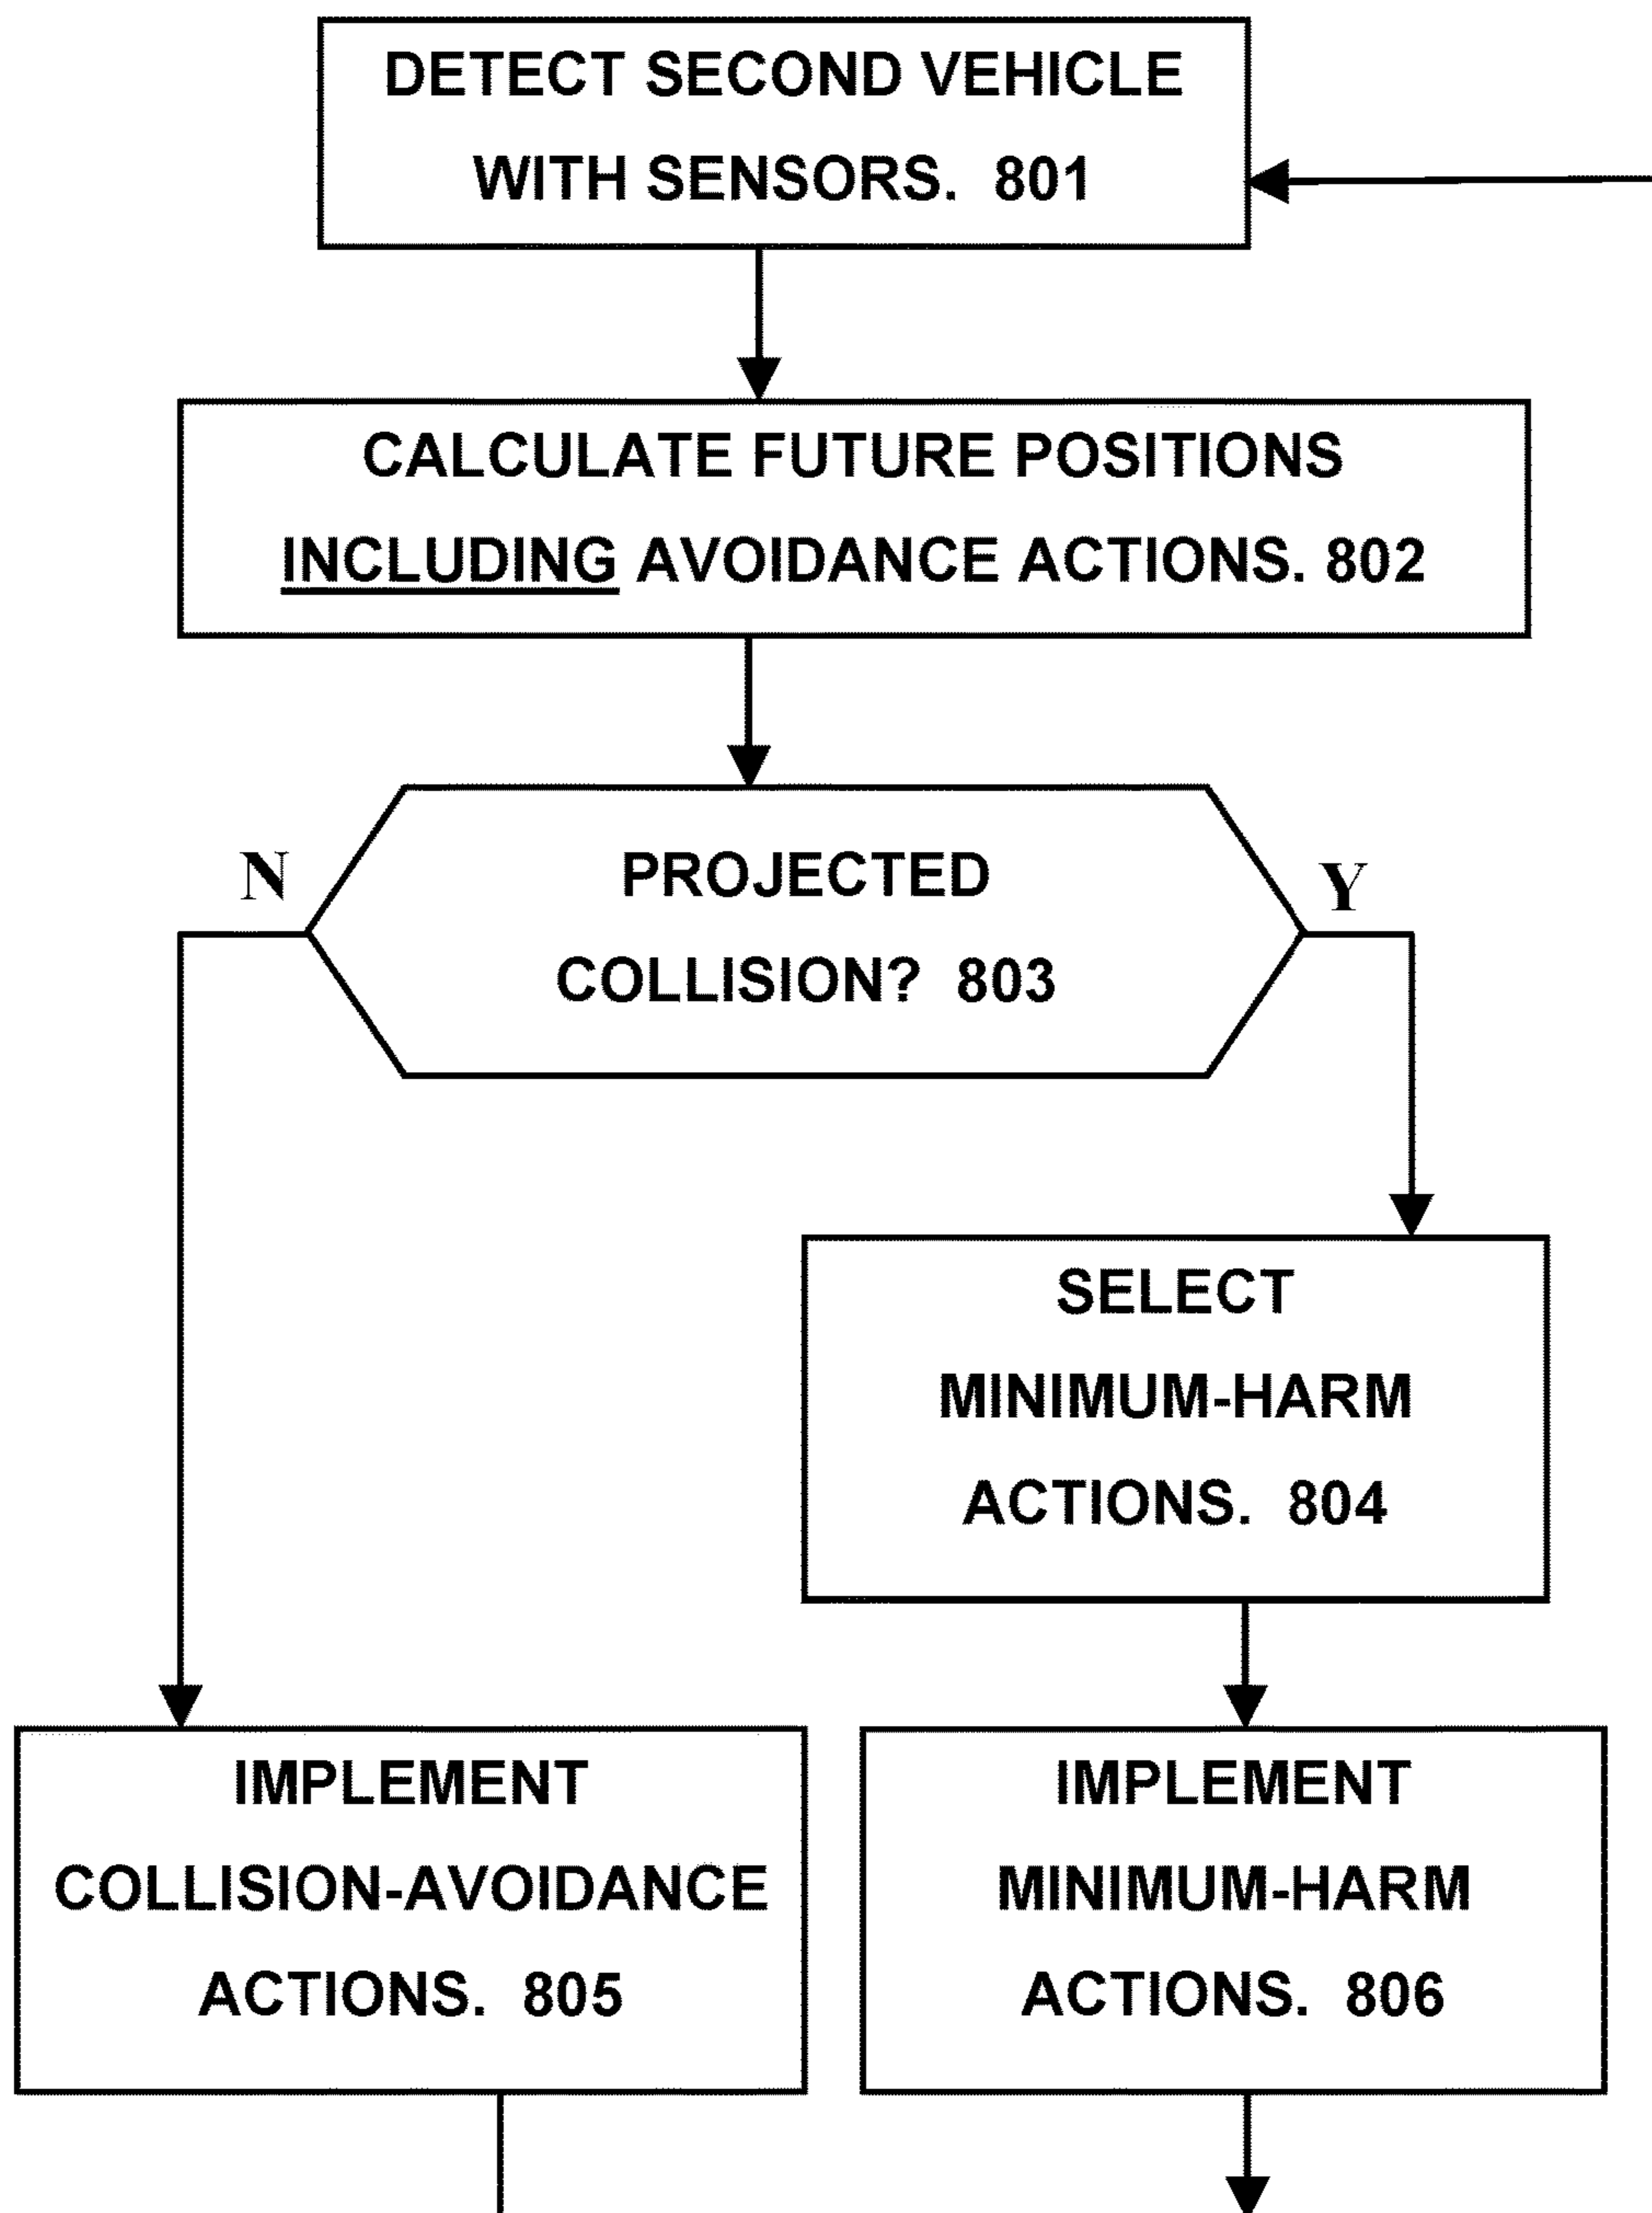 DETECT SECOND VEHICLE
WITH SENSORS. 801
CALCULATE FUTURE POSITIONS
INCLUDING AVOIDANCE ACTIONS. 802
N
PROJECTED
Y
COLLISION? 803
SELECT
MINIMUM-HARM
ACTIONS. 804
IMPLEMENT
COLLISION-AVOIDANCE
ACTIONS. 805
IMPLEMENT
MINIMUM-HARM
ACTIONS. 806